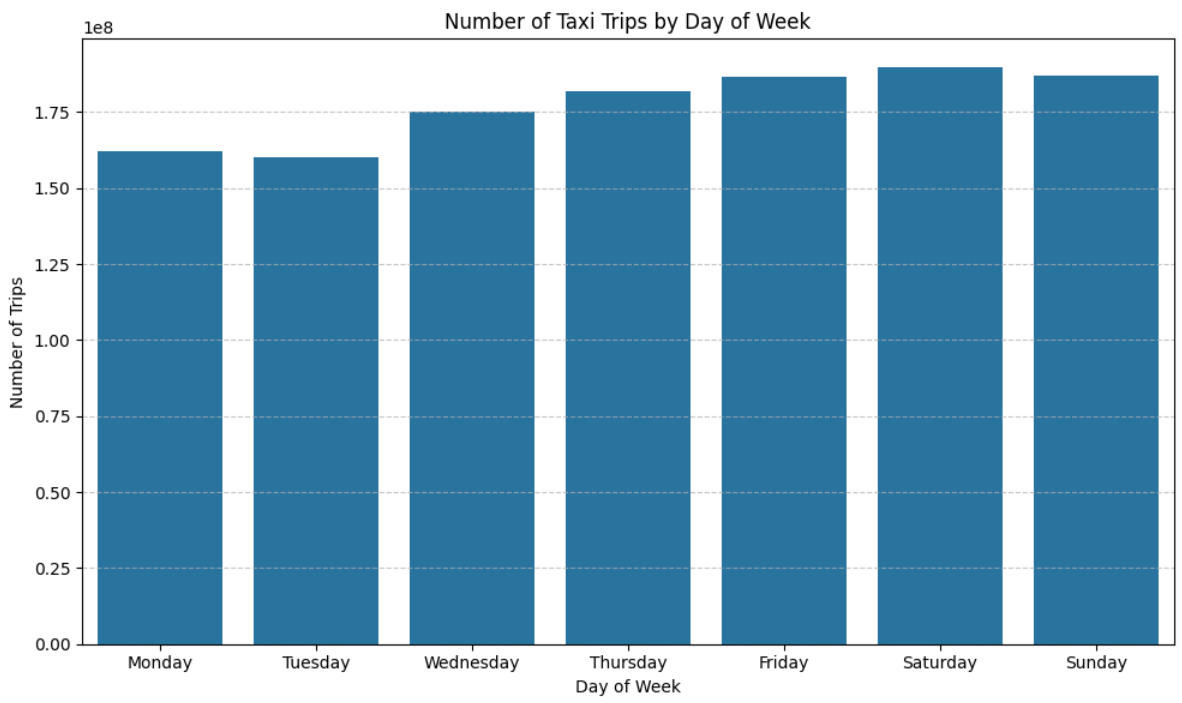 Number of Taxi Trips by Day of Week
1e8
1.75
1.50
1.25
1.00
0.75
0.50
0.25
0.00
Number of Trips
Monday Tuesday Wednesday Thursday Friday Saturday Sunday
Day of Week